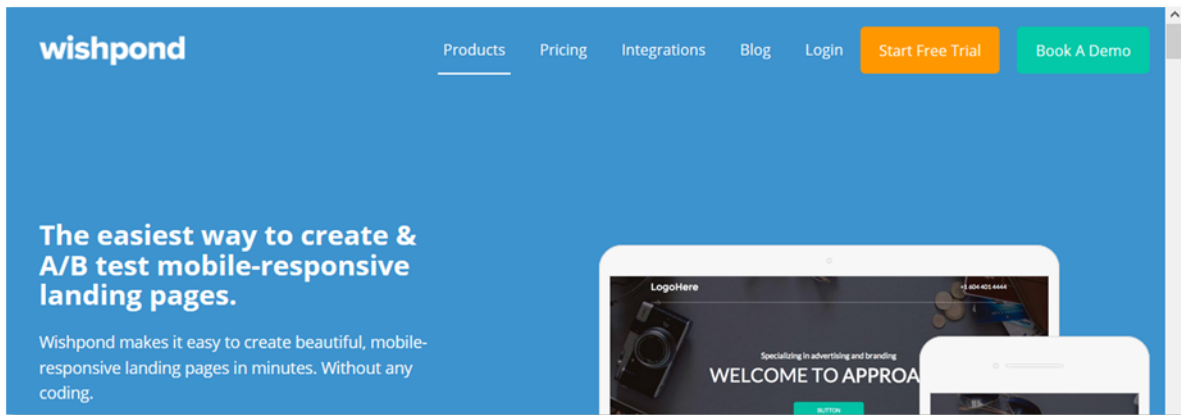 wishpond
Products Pricing Integrations Blog Login Start Free Trial Book A Demo
The easiest way to create &
A/B test mobile-responsive
landing pages.
Wishpond makes it easy to create beautiful, mobile-
responsive landing pages in minutes. Without any
coding.
LogoHere +1 604 401 4444
Specializing in advertising and branding
WELCOME TO APPROA
BUTTON